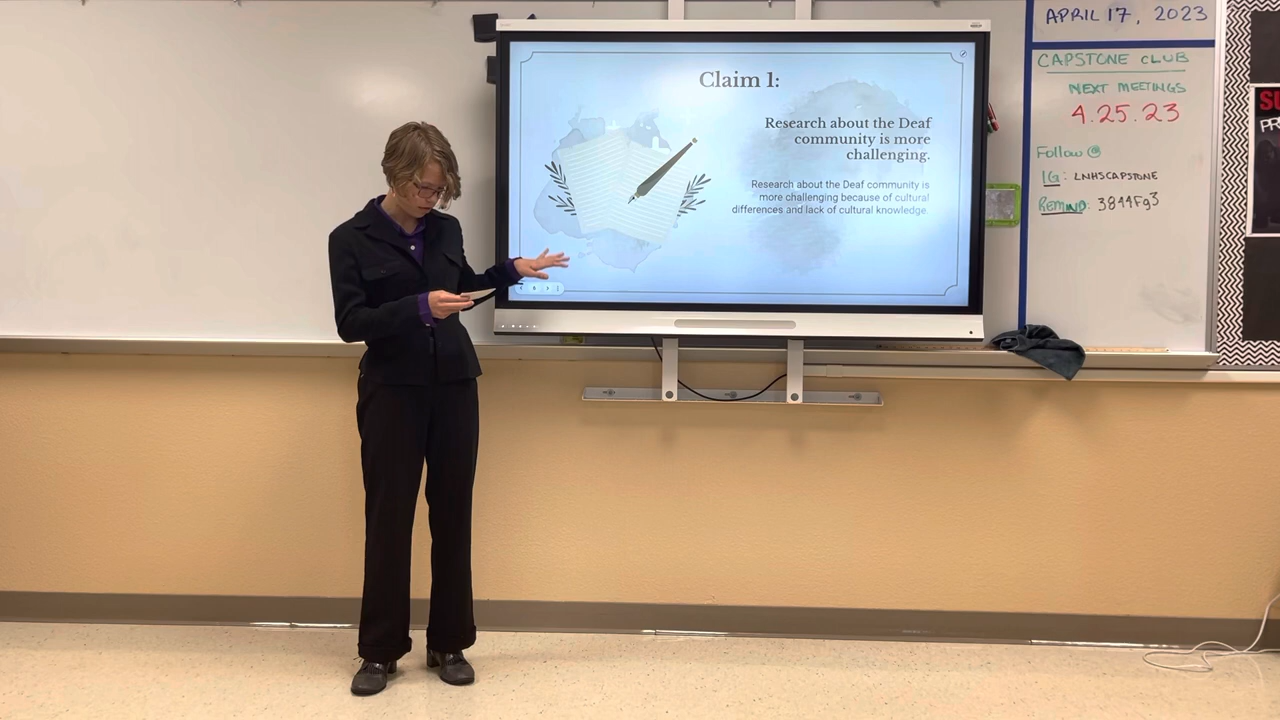 Claim 1:
Research about the Deaf
community is more
challenging.
Research about the Deaf community is
more challenging because of cultural
differences and lack of cultural knowledge.
APRIL 17, 2023
CAPSTONE CLUB
NEXT MEETINGS
4.25.23
Follow @
IG: LNHSCAPSTONE
REMIND: 3844Fg3